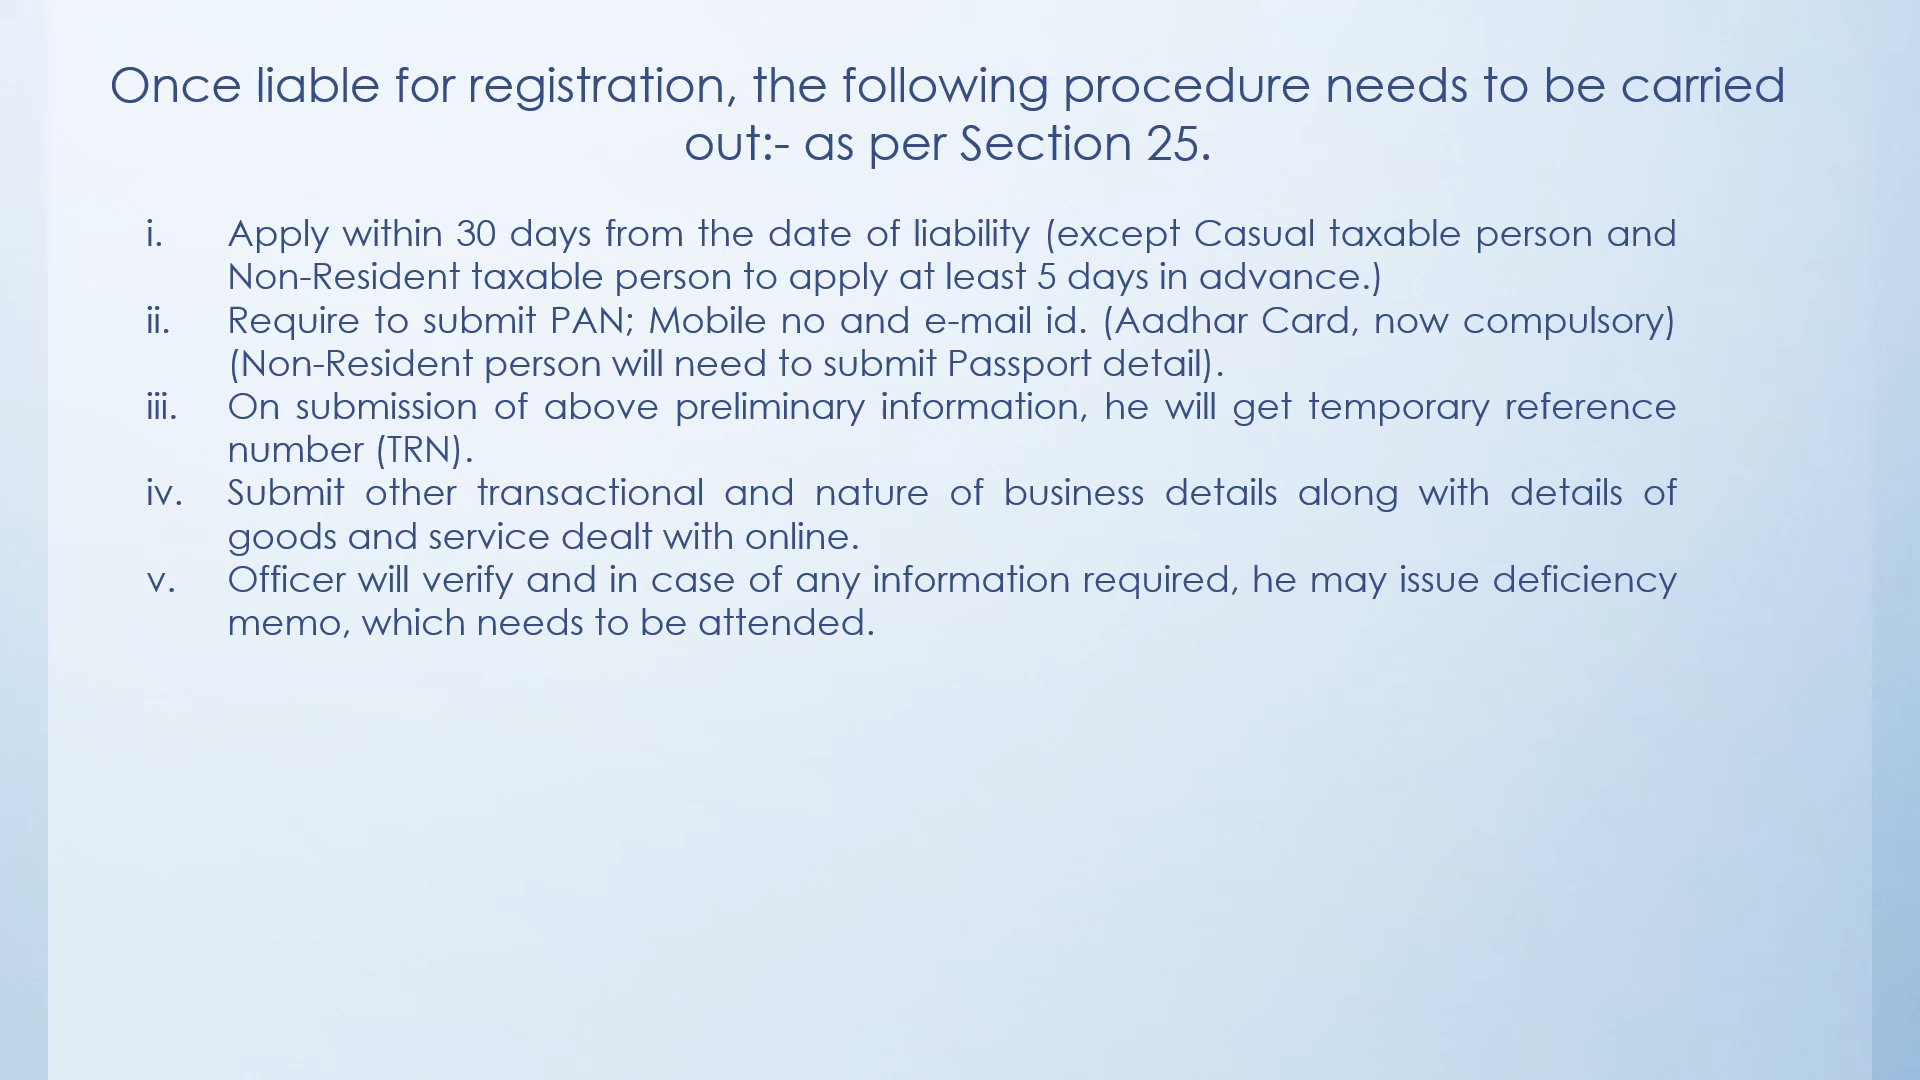 Once liable for registration, the following procedure needs to be carried
out:- as per Section 25.
i. Apply within 30 days from the date of liability (except Casual taxable person and
Non-Resident taxable person to apply at least 5 days in advance.)
ii. Require to submit PAN; Mobile no and e-mail id. (Aadhar Card, now compulsory)
(Non-Resident person will need to submit Passport detail).
iii. On submission of above preliminary information, he will get temporary reference
number (TRN).
iv. Submit other transactional and nature of business details along with details of
goods and service dealt with online.
v. Officer will verify and in case of any information required, he may issue deficiency
memo, which needs to be attended.